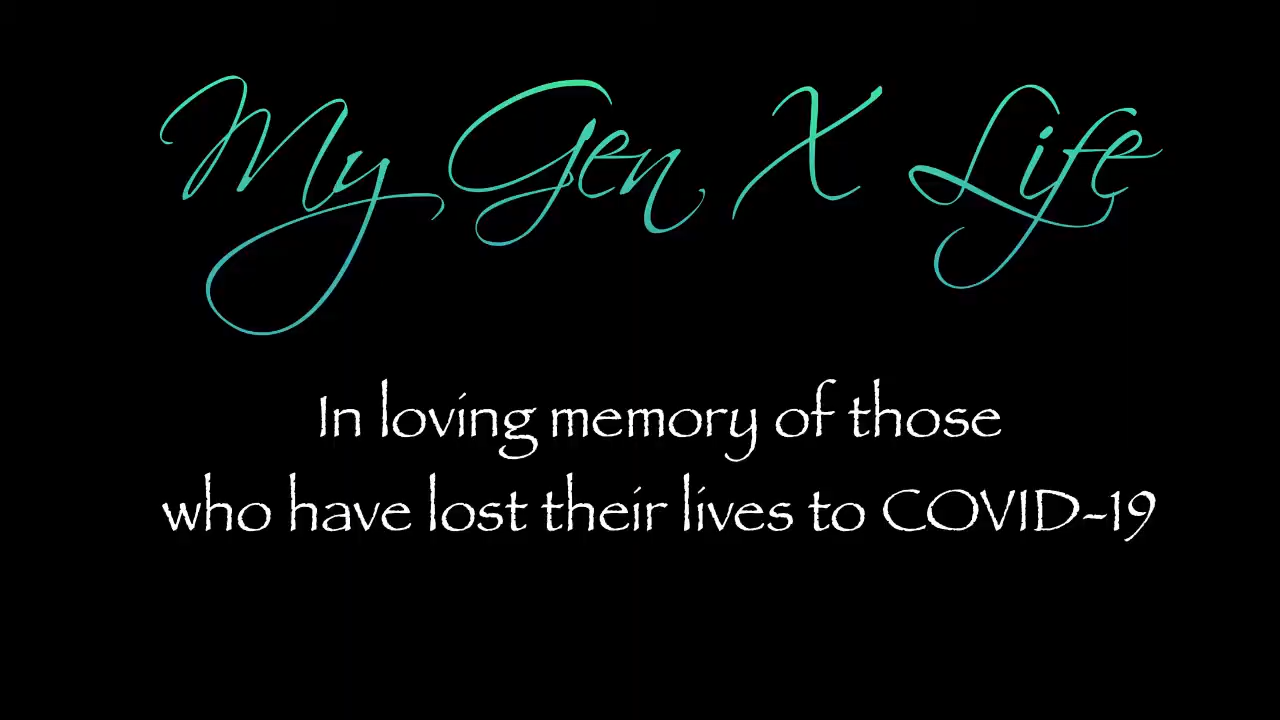 My Gen X Life
In loving memory of those
who have lost their lives to COVID-19